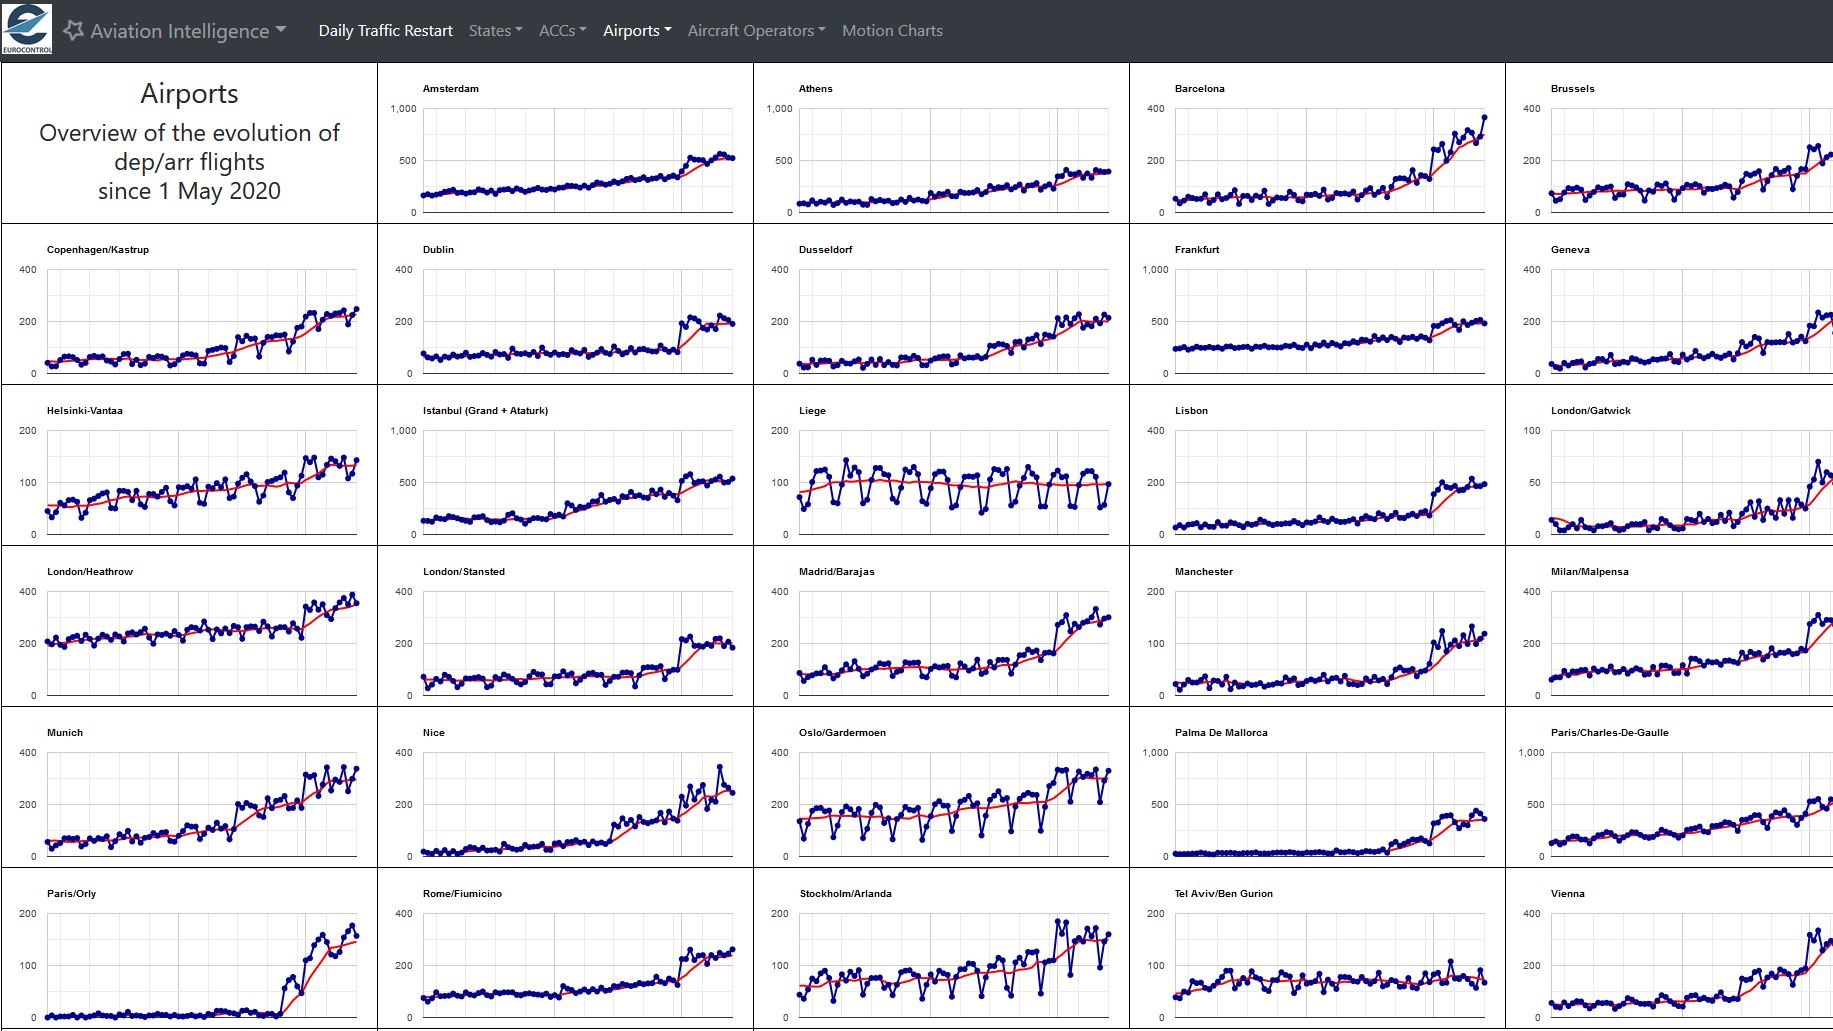 EUROCONTROL
Aviation Intelligence
Daily Traffic Restart
States
ACCs
Airports
Aircraft Operators
Motion Charts
Airports
Overview of the evolution of
dep/arr flights
since 1 May 2020
Amsterdam
1,000
500
0
Athens
1,000
500
0
Barcelona
400
200
0
Brussels
400
200
0
Copenhagen/Kastrup
400
200
0
Dublin
400
200
0
Dusseldorf
400
200
0
Frankfurt
1,000
500
0
Geneva
400
200
0
Helsinki-Vantaa
200
100
0
Istanbul (Grand + Ataturk)
1,000
500
0
Liege
200
100
0
Lisbon
400
200
0
London/Gatwick
100
50
0
London/Heathrow
400
200
0
London/Stansted
400
200
0
Madrid/Barajas
400
200
0
Manchester
200
100
0
Milan/Malpensa
400
200
0
Munich
400
200
0
Nice
400
200
0
Oslo/Gardermoen
400
200
0
Palma De Mallorca
1,000
500
0
Paris/Charles-De-Gaulle
1,000
500
0
Paris/Orly
200
100
0
Rome/Fiumicino
400
200
0
Stockholm/Arlanda
200
100
0
Tel Aviv/Ben Gurion
200
100
0
Vienna
400
200
0